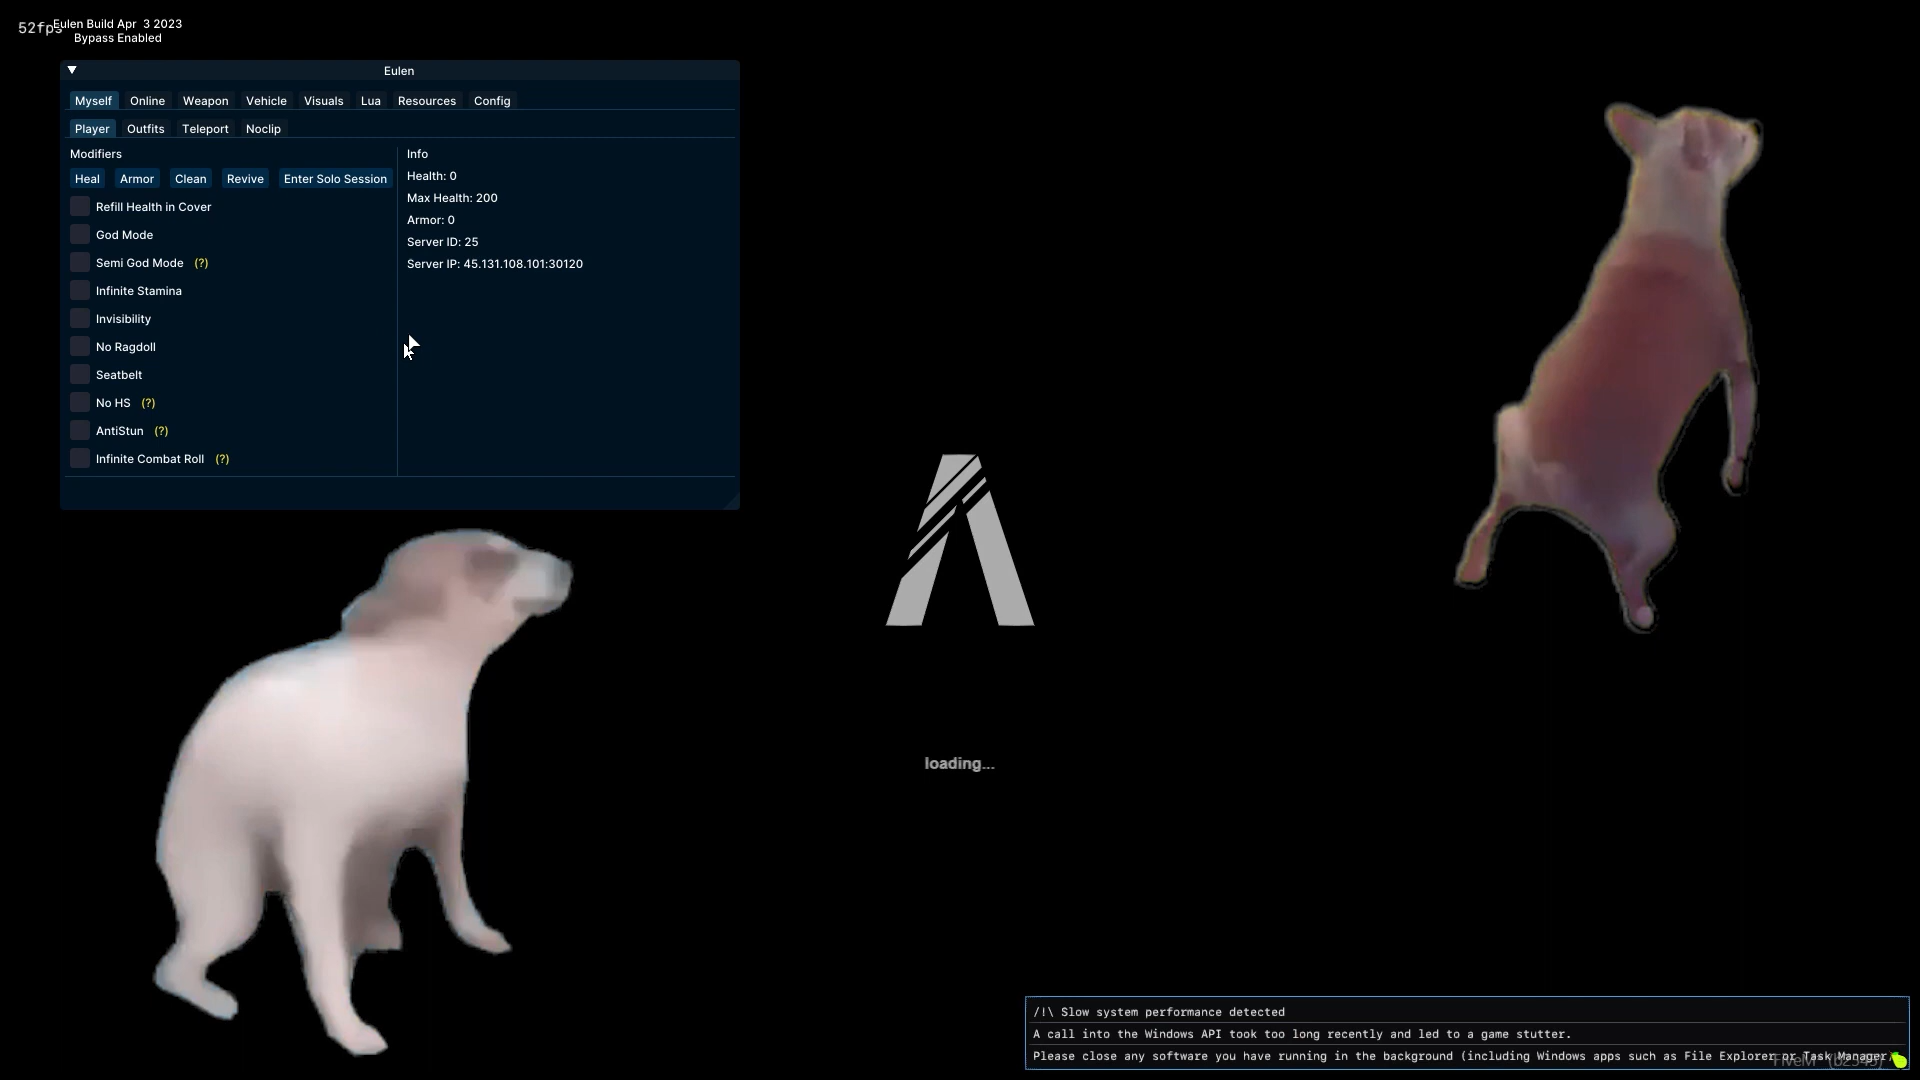 52fps
Eulen Build Apr 3 2023
Bypass Enabled
Eulen
Myself Online Weapon Vehicle Visuals Lua Resources Config
Player Outfits Teleport Noclip
Modifiers
Heal Armor Clean Revive Enter Solo Session
Refill Health in Cover
God Mode
Semi God Mode (?)
Infinite Stamina
Invisibility
No Ragdoll
Seatbelt
No HS (?)
AntiStun (?)
Infinite Combat Roll (?)
Info
Health: 0
Max Health: 200
Armor: 0
Server ID: 25
Server IP: 45.131.108.101:30120
loading...
/!\ Slow system performance detected
A call into the Windows API took too long recently and led to a game stutter.
Please close any software you have running in the background (including Windows apps such as File Explorer or Task Manager)
FiveM